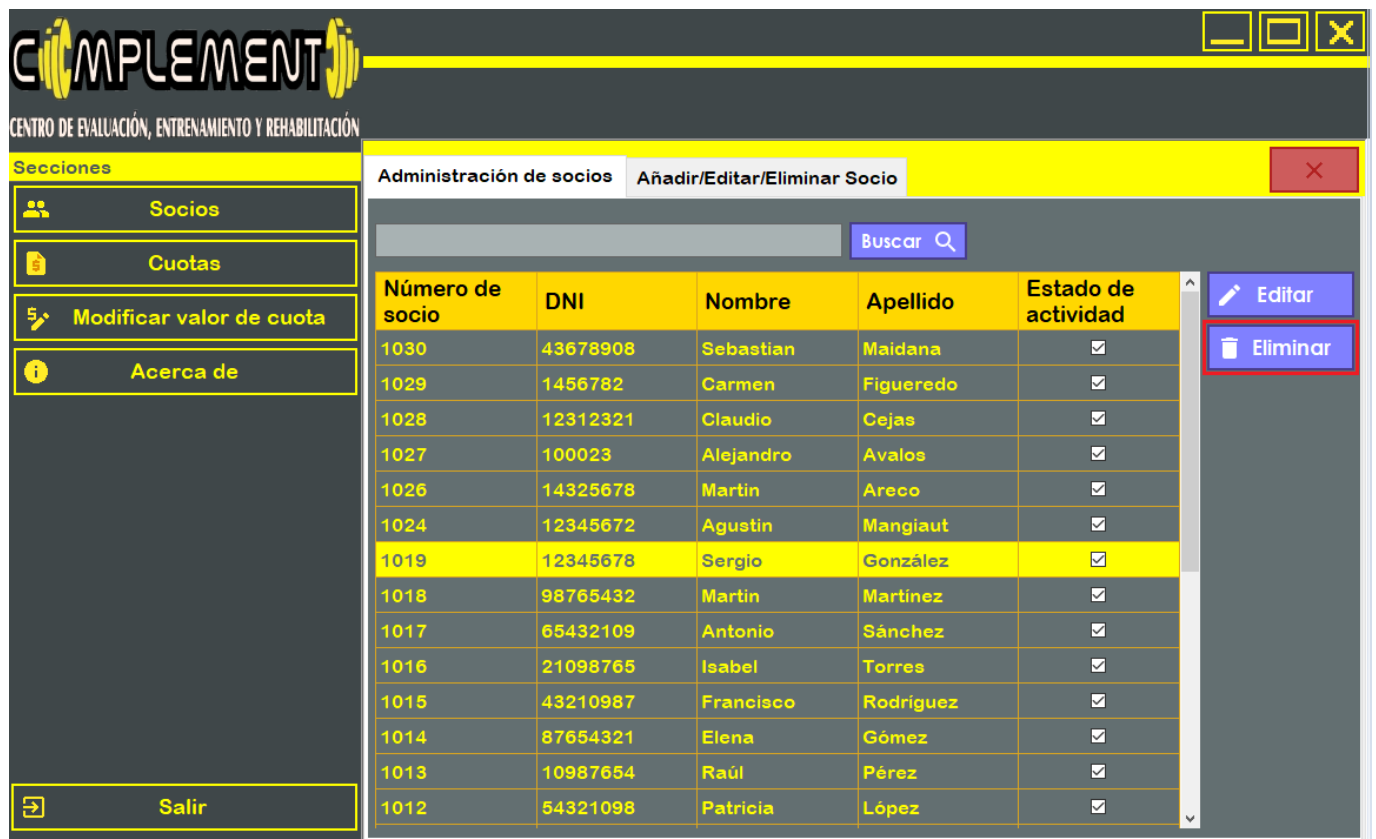 COMPLEMENTO
CENTRO DE EVALUACIÓN, ENTRENAMIENTO Y REHABILITACIÓN
Secciones
Socios
Cuotas
Modificar valor de cuota
Acerca de
Salir
Administración de socios Añadir/Editar/Eliminar Socio
Buscar
Número de socio DNI Nombre Apellido Estado de actividad
1030 43678908 Sebastian Maidana
1029 1456782 Carmen Figueredo
1028 12312321 Claudio Cejas
1027 100023 Alejandro Avalos
1026 14325678 Martin Areco
1024 12345672 Agustin Mangiaut
1019 12345678 Sergio González
1018 98765432 Martin Martínez
1017 65432109 Antonio Sánchez
1016 21098765 Isabel Torres
1015 43210987 Francisco Rodríguez
1014 87654321 Elena Gómez
1013 10987654 Raúl Pérez
1012 54321098 Patricia López
Editar
Eliminar